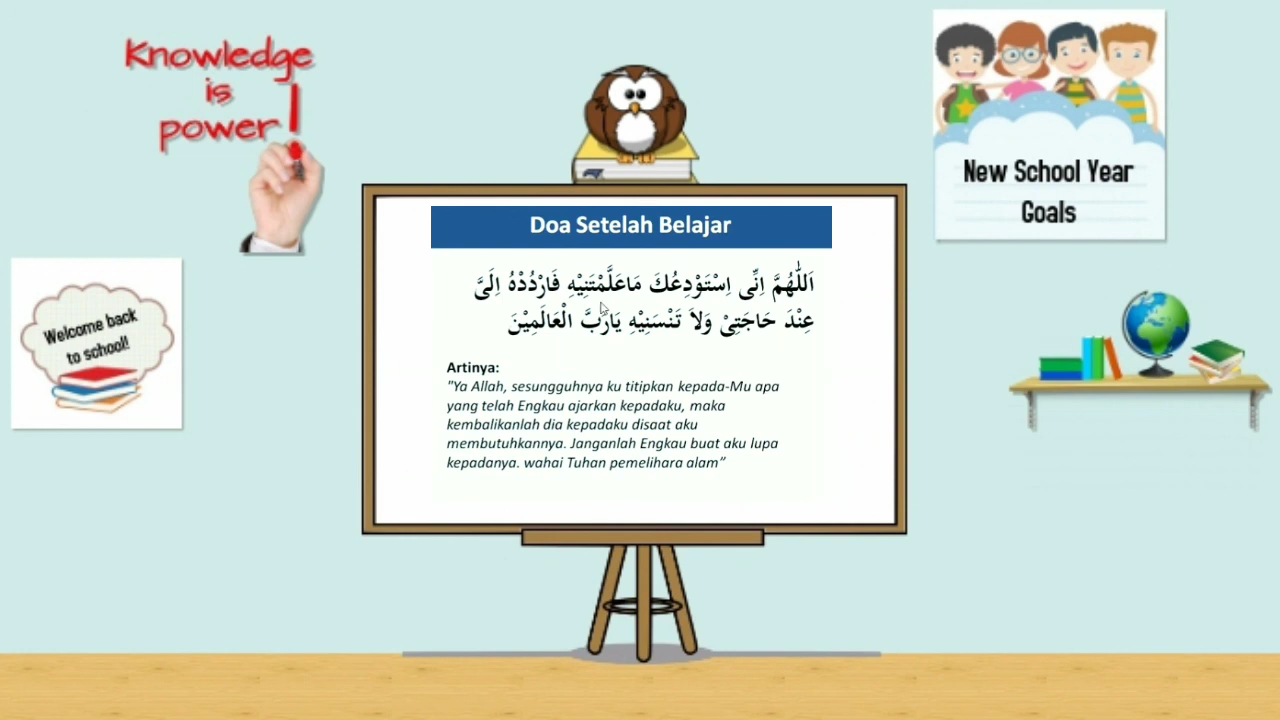 Knowledge
is
power!
New School Year
Goals
Welcome back
to school!
Doa Setelah Belajar
اَللّٰهُمَّ اِنِّى اِسْتَوْدِعُكَ مَاعَلَّمْتَنِيْهِ فَارْدُدْهُ اِلَىَّ
عِنْدَ حَاجَتِىْ وَلاَ تَنْسَنِيْهِ يَارَبَّ الْعَالَمِيْنَ
Artinya:
"Ya Allah, sesungguhnya ku titipkan kepada-Mu apa
yang telah Engkau ajarkan kepadaku, maka
kembalikanlah dia kepadaku disaat aku
membutuhkannya. Janganlah Engkau buat aku lupa
kepadanya. wahai Tuhan pemelihara alam”